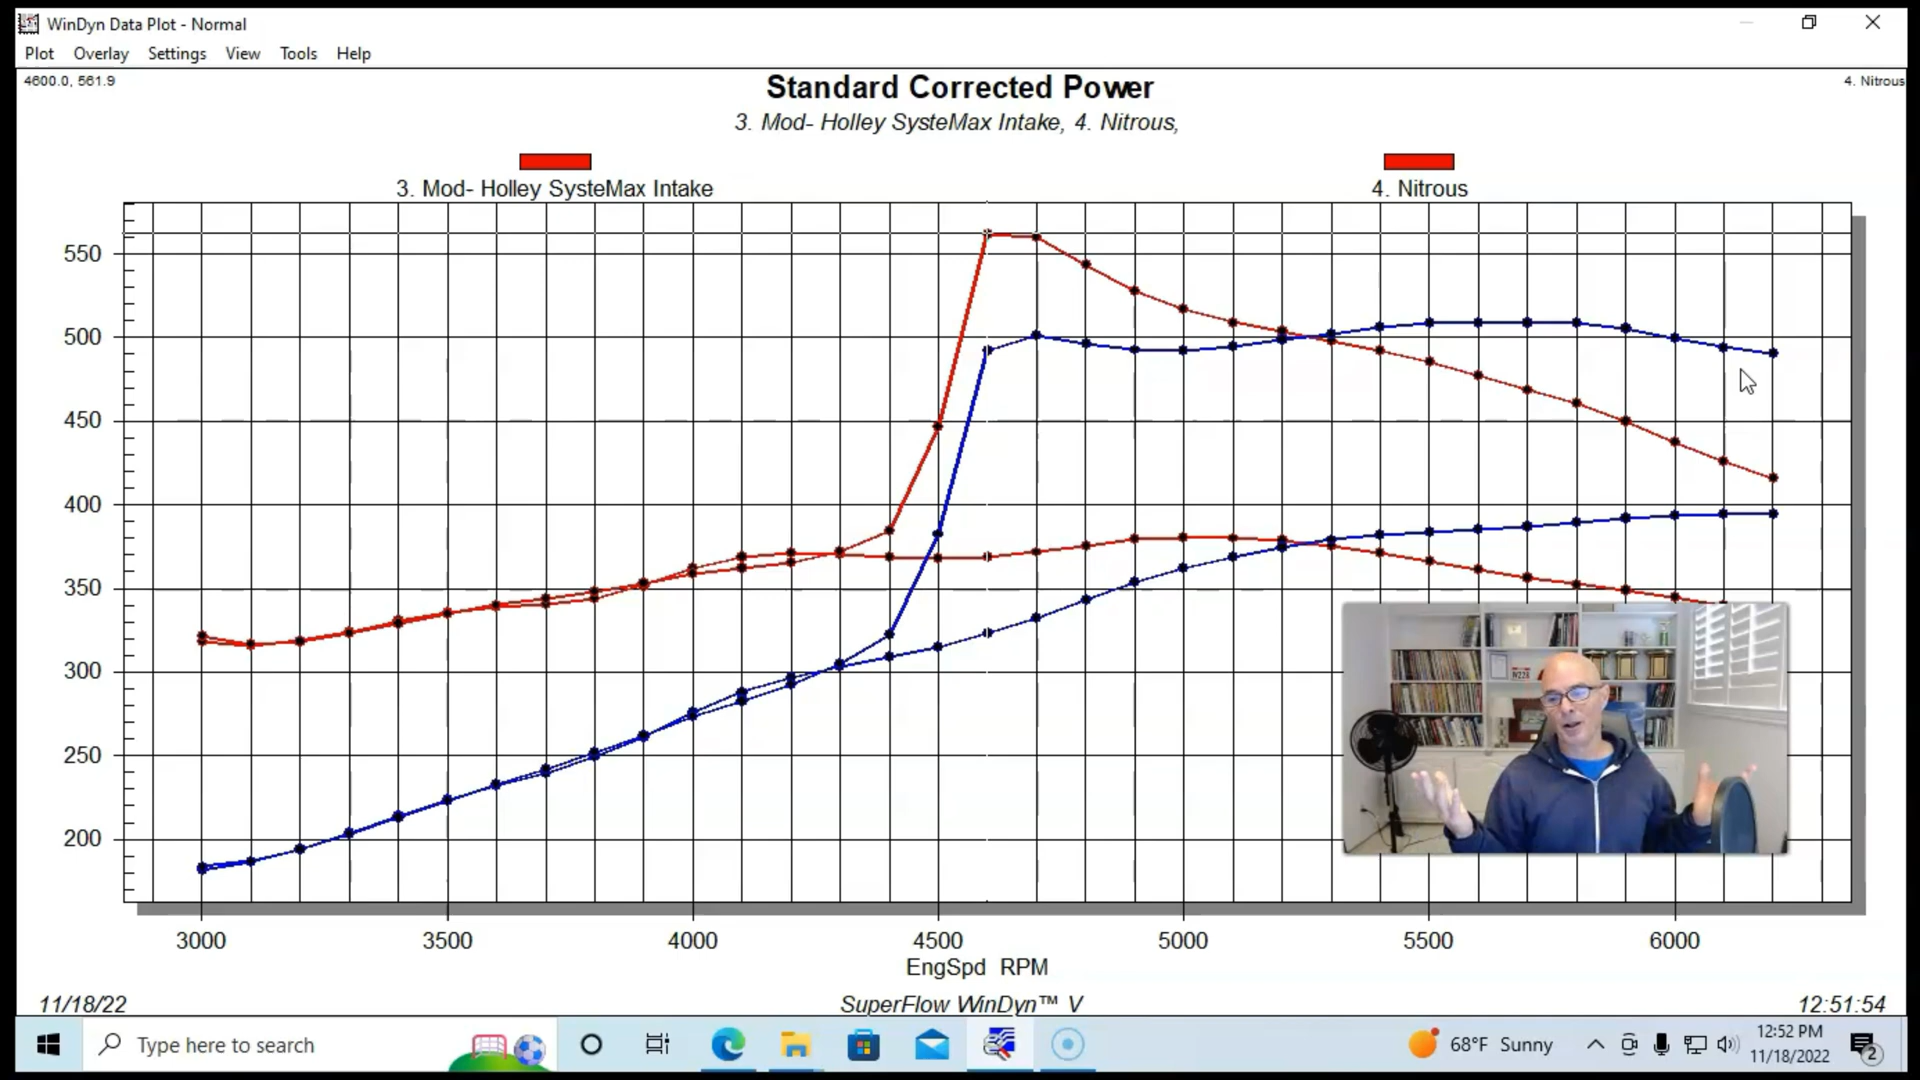 WinDyn Data Plot - Normal
Plot Overlay Settings View Tools Help
4600.0, 561.9
4. Nitrous
Standard Corrected Power
3. Mod- Holley SysteMax Intake, 4. Nitrous,
3. Mod- Holley SysteMax Intake
4. Nitrous
550
500
450
400
350
300
250
200
3000 3500 4000 4500 5000 5500 6000
EngSpd RPM
11/18/22
SuperFlow WinDyn™ V
12:51:54
Type here to search
68°F Sunny
12:52 PM
11/18/2022
2